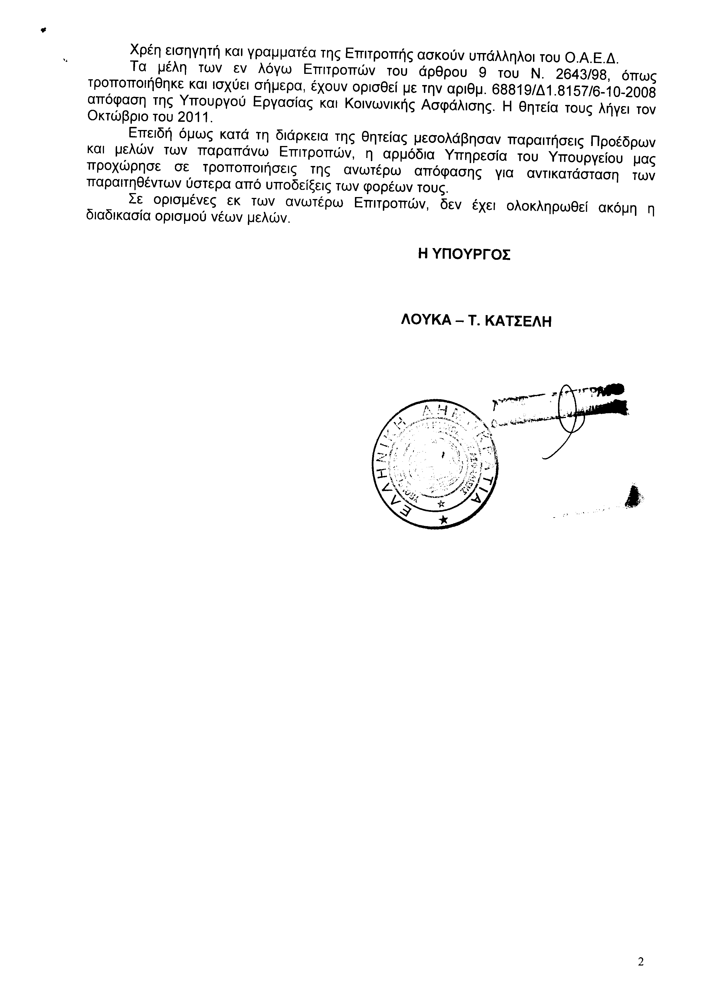 Χρέη εισηγητή και γραμματέα της Επιτροπής ασκούν υπάλληλοι του Ο.Α.Ε.Δ.
Τα μέλη των εν λόγω Επιτροπών του άρθρου 9 του Ν. 2643/98, όπως
τροποποιήθηκε και ισχύει σήμερα, έχουν ορισθεί με την αριθμ. 68819/Δ1.8157/6-10-2008
απόφαση της Υπουργού Εργασίας και Κοινωνικής Ασφάλισης. Η θητεία τους λήγει τον
Οκτώβριο του 2011.
Επειδή όμως κατά τη διάρκεια της θητείας μεσολάβησαν παραιτήσεις Προέδρων
και μελών των παραπάνω Επιτροπών, η αρμόδια Υπηρεσία του Υπουργείου μας
προχώρησε σε τροποποιήσεις της ανωτέρω απόφασης για αντικατάσταση των
παραιτηθέντων ύστερα από υποδείξεις των φορέων τους.
Σε ορισμένες εκ των ανωτέρω Επιτροπών, δεν έχει ολοκληρωθεί ακόμη η
διαδικασία ορισμού νέων μελών.
Η ΥΠΟΥΡΓΟΣ
ΛΟΥΚΑ – Τ. ΚΑΤΣΕΛΗ
ΕΛΛΗΝΙΚΗ ΔΗΜΟΚΡΑΤΙΑ
2